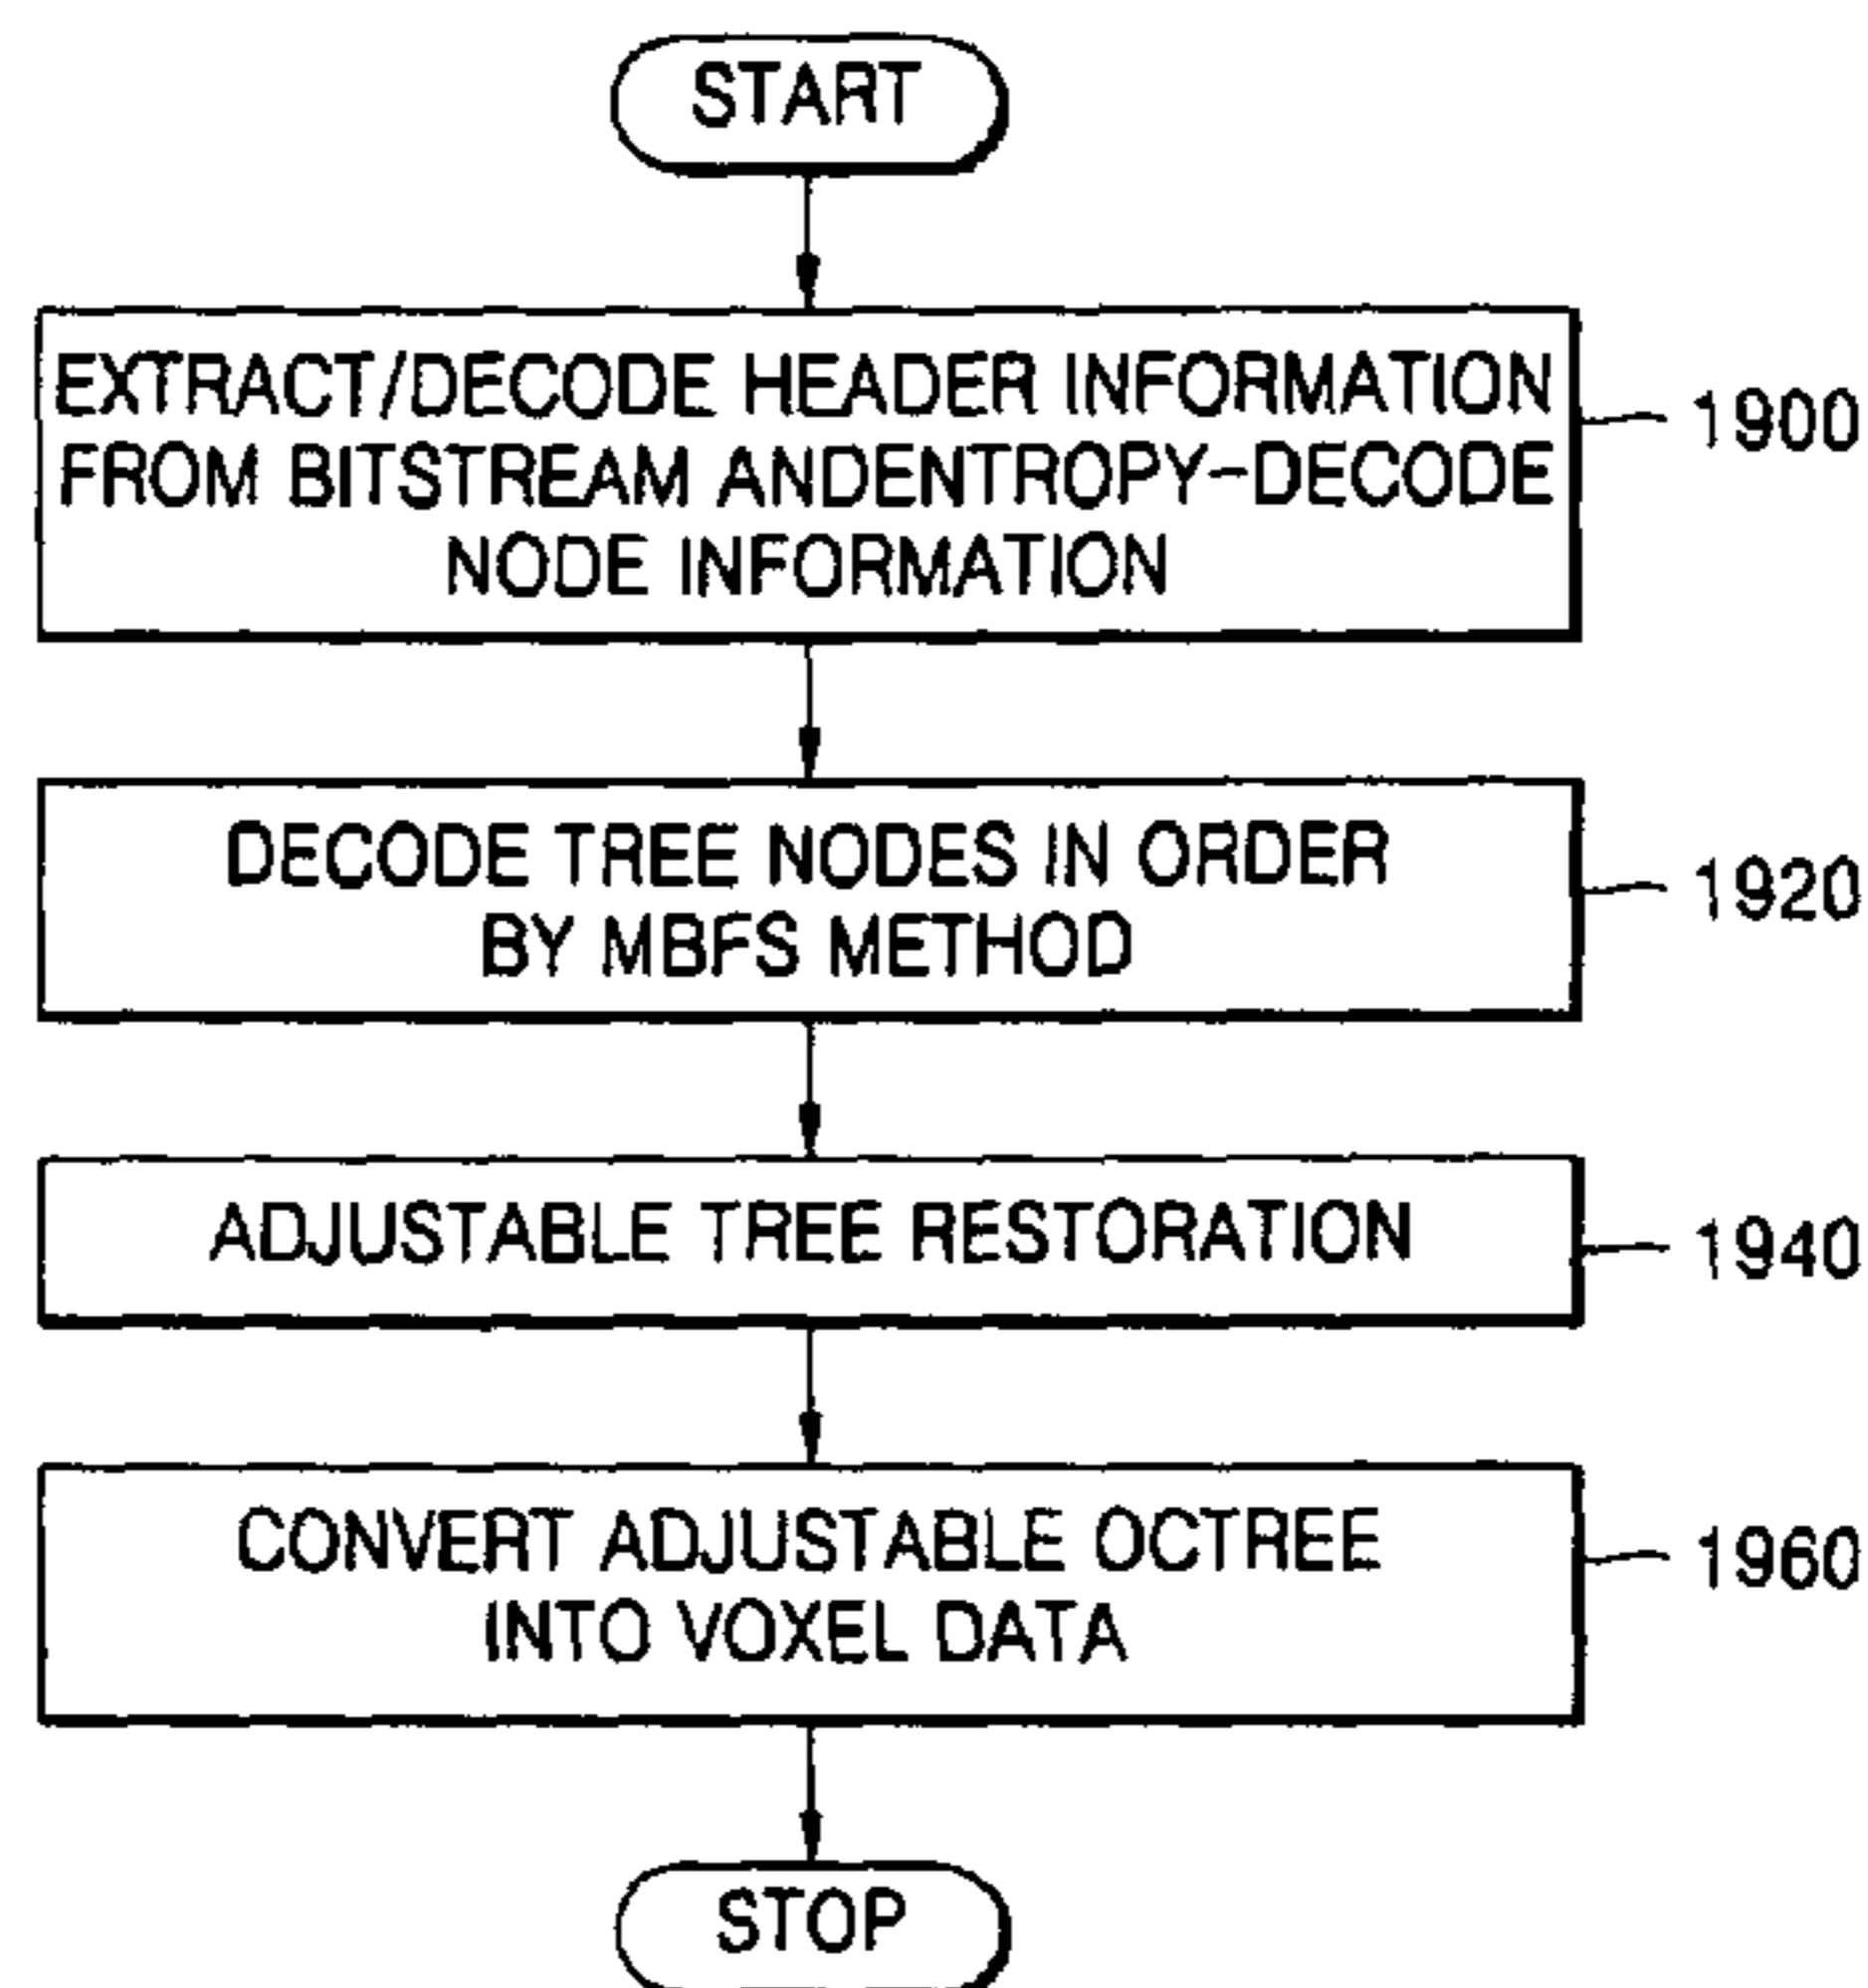 START
EXTRACT/DECODE HEADER INFORMATION
FROM BITSTREAM ANDENTROPY-DECODE
NODE INFORMATION
1900
DECODE TREE NODES IN ORDER
BY MBFS METHOD
1920
ADJUSTABLE TREE RESTORATION
1940
CONVERT ADJUSTABLE OCTREE
INTO VOXEL DATA
1960
STOP